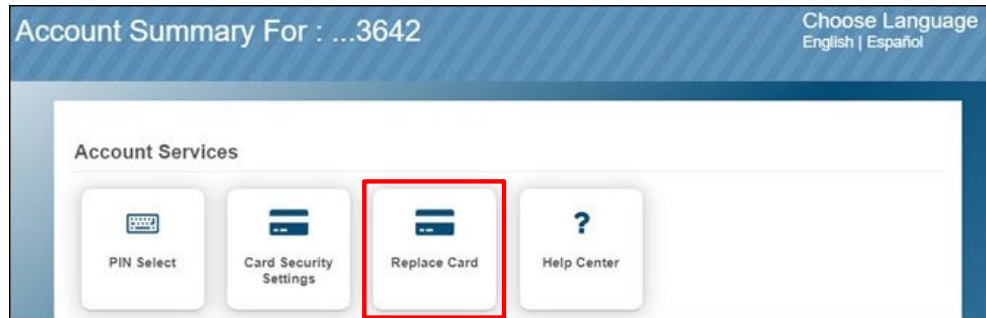 Account Summary For : ...3642
Choose Language
English | Español
Account Services
PIN Select
Card Security
Settings
Replace Card
?
Help Center